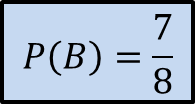 P(B) = 7/8